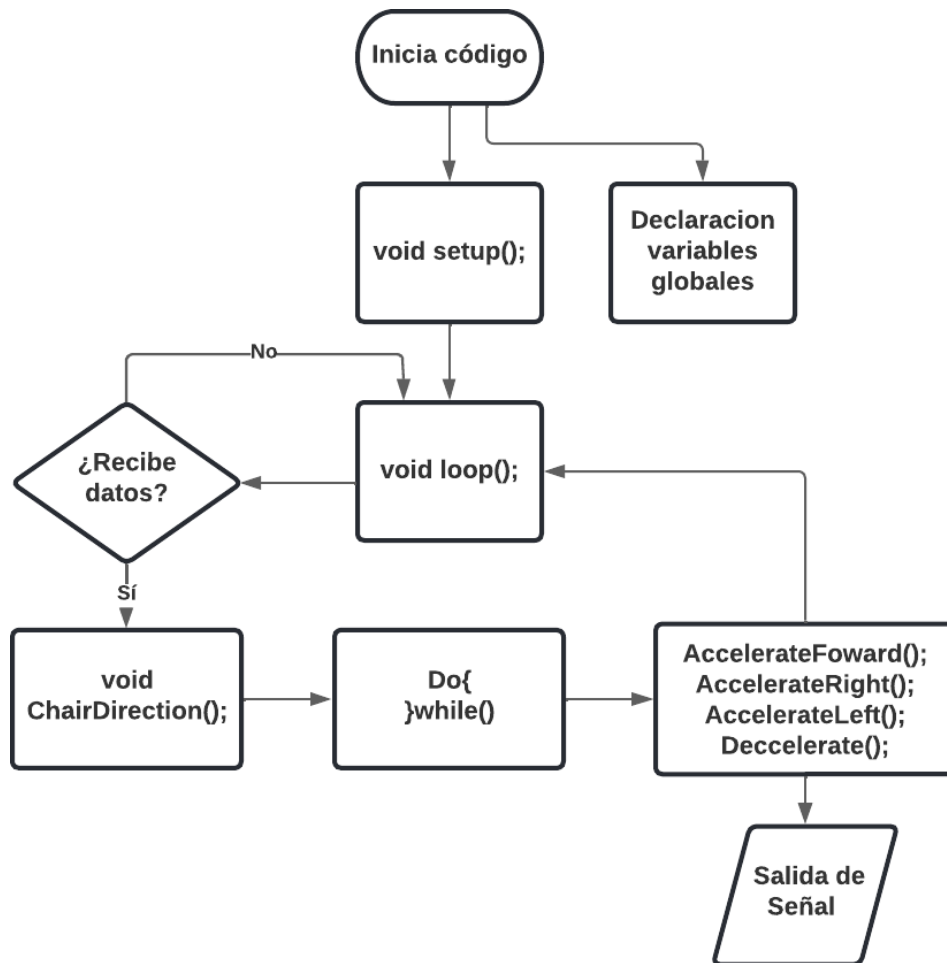 Inicia código
void setup();
Declaracion
variables
globales
No
¿Recibe
datos?
void loop();
Sí
void
ChairDirection();
Do{
}while()
AccelerateFoward();
AccelerateRight();
AccelerateLeft();
Deccelerate();
Salida de
Señal